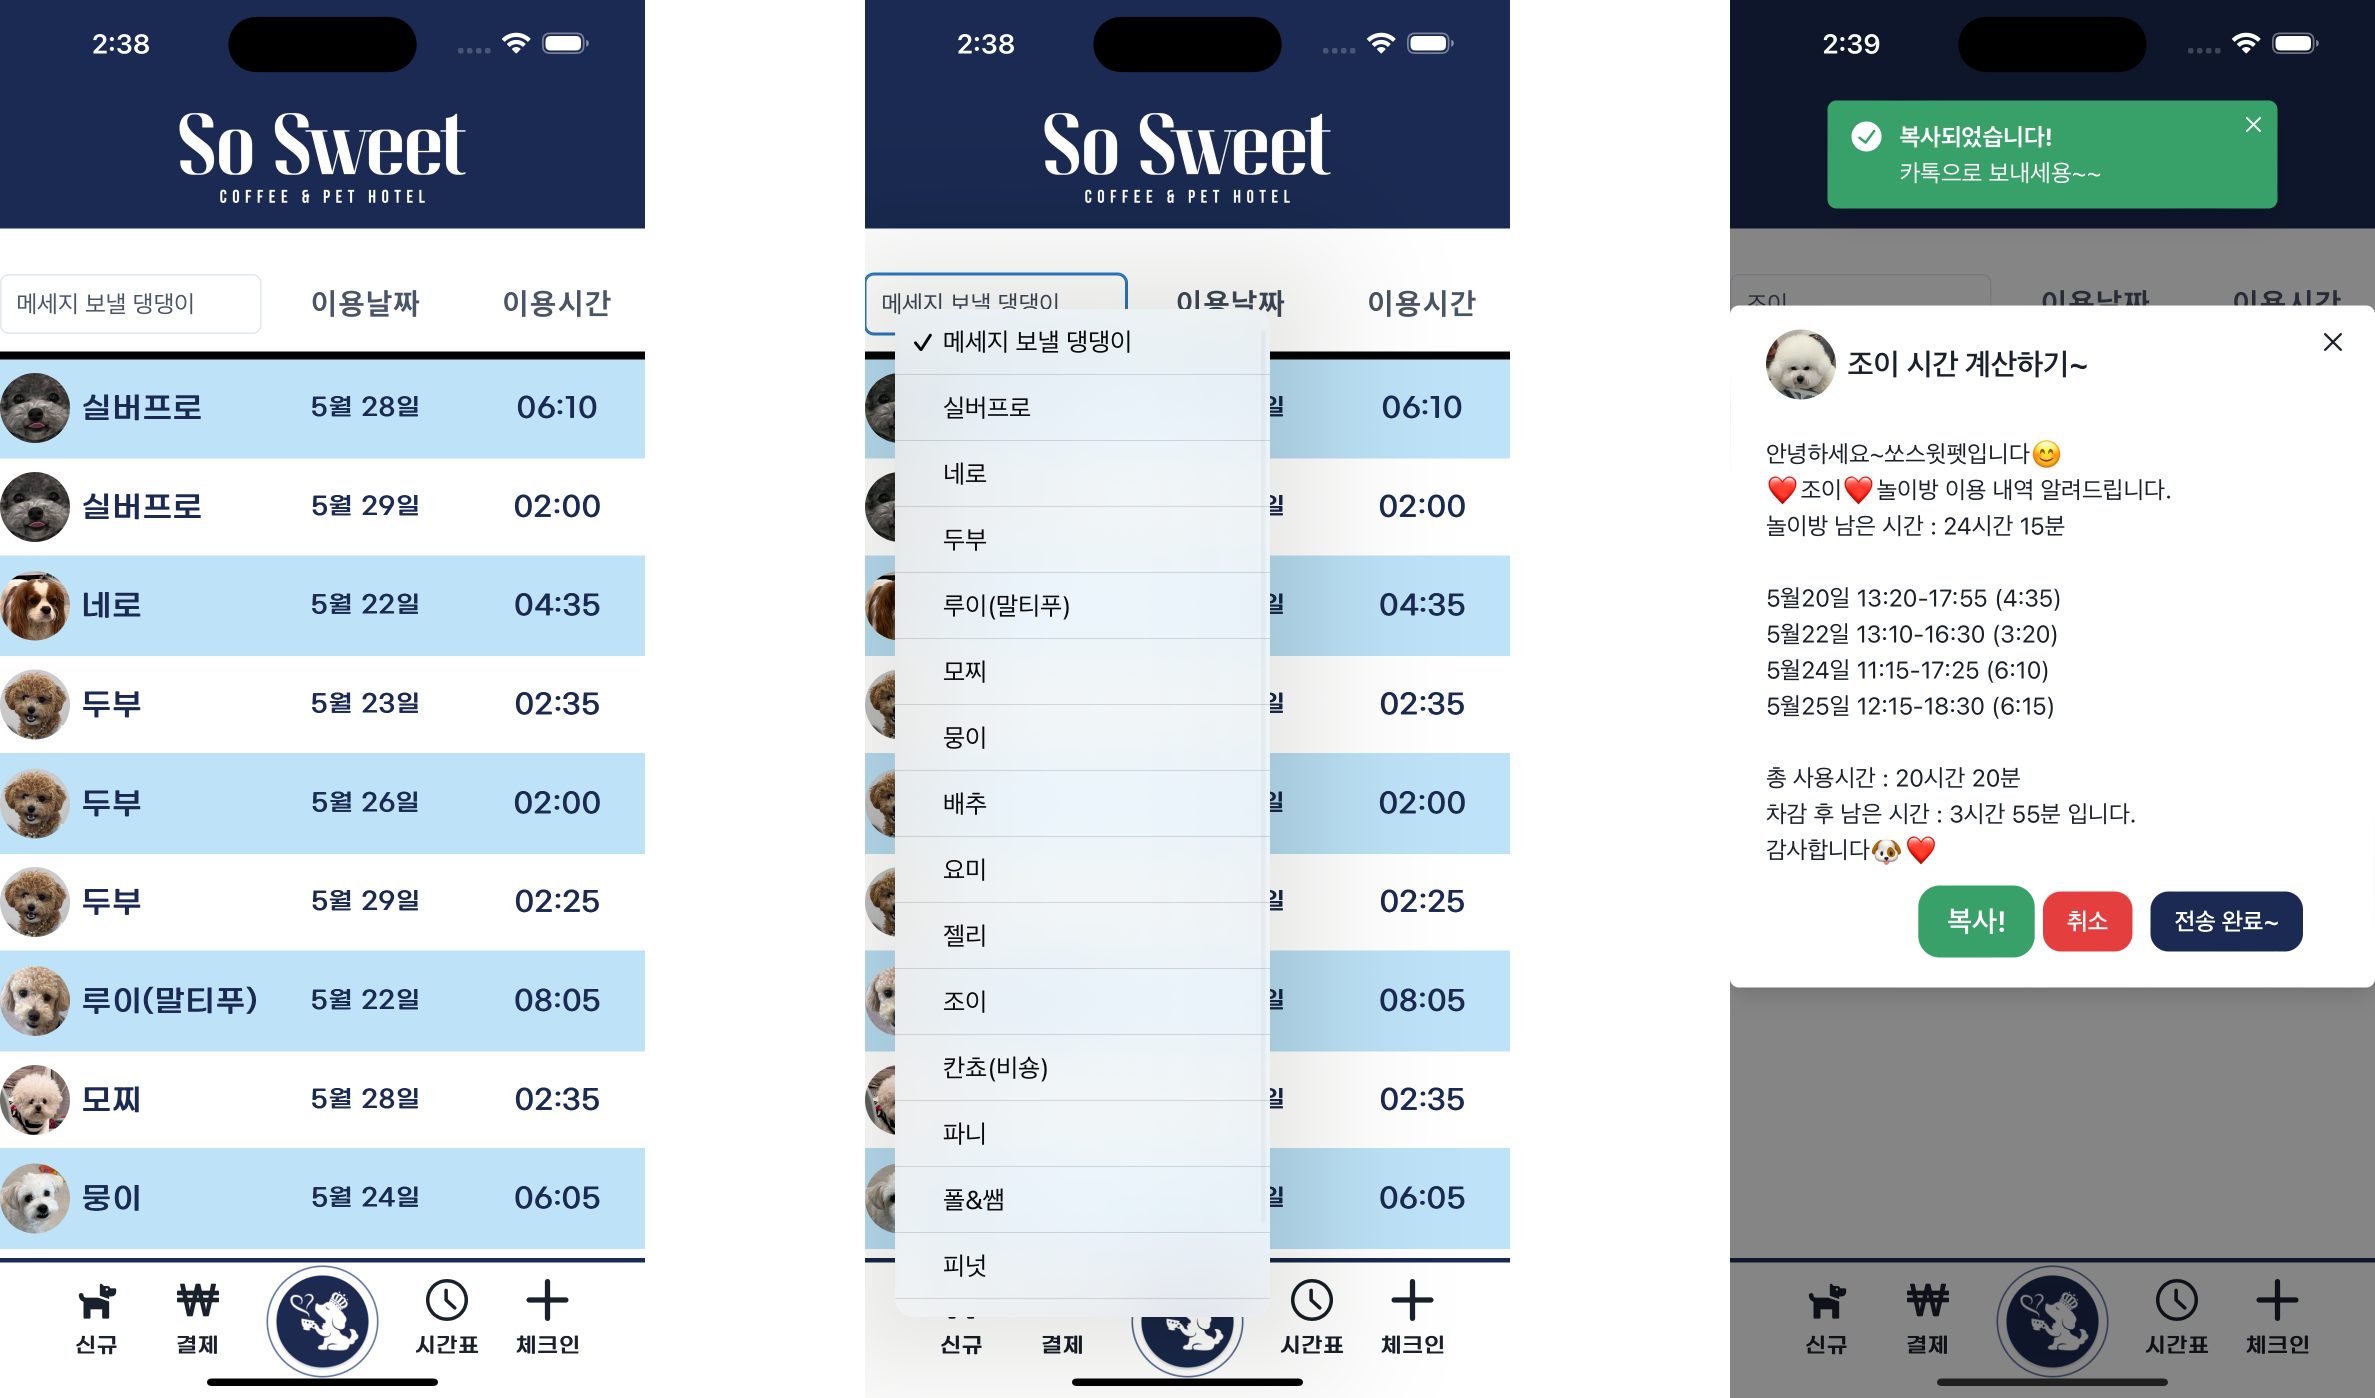 2:38
So Sweet
COFFEE & PET HOTEL
메세지 보낼 댕댕이 이용날짜 이용시간
실버프로 5월 28일 06:10
실버프로 5월 29일 02:00
네로 5월 22일 04:35
두부 5월 23일 02:35
두부 5월 26일 02:00
두부 5월 29일 02:25
루이(말티푸) 5월 22일 08:05
모찌 5월 28일 02:35
뭉이 5월 24일 06:05
신규 결제 시간표 체크인
2:38
So Sweet
COFFEE & PET HOTEL
메세지 보낼 댕댕이 이용날짜 이용시간
✓ 메세지 보낼 댕댕이
실버프로
네로
두부
루이(말티푸)
모찌
뭉이
배추
요미
젤리
조이
칸쵸(비숑)
파니
폴&쌤
피넛
일 06:10
일 02:00
일 04:35
일 02:35
일 02:00
일 02:25
일 08:05
일 02:35
일 06:05
신규 결제 시간표 체크인
2:39
복사되었습니다!
카톡으로 보내세용~~
조이 이용날짜 이용시간
조이 시간 계산하기~
안녕하세요~쏘스윗펫입니다😊
❤️조이❤️놀이방 이용 내역 알려드립니다.
놀이방 남은 시간 : 24시간 15분
5월20일 13:20-17:55 (4:35)
5월22일 13:10-16:30 (3:20)
5월24일 11:15-17:25 (6:10)
5월25일 12:15-18:30 (6:15)
총 사용시간 : 20시간 20분
차감 후 남은 시간 : 3시간 55분 입니다.
감사합니다🐶❤️
복사! 취소 전송 완료~
신규 결제 시간표 체크인